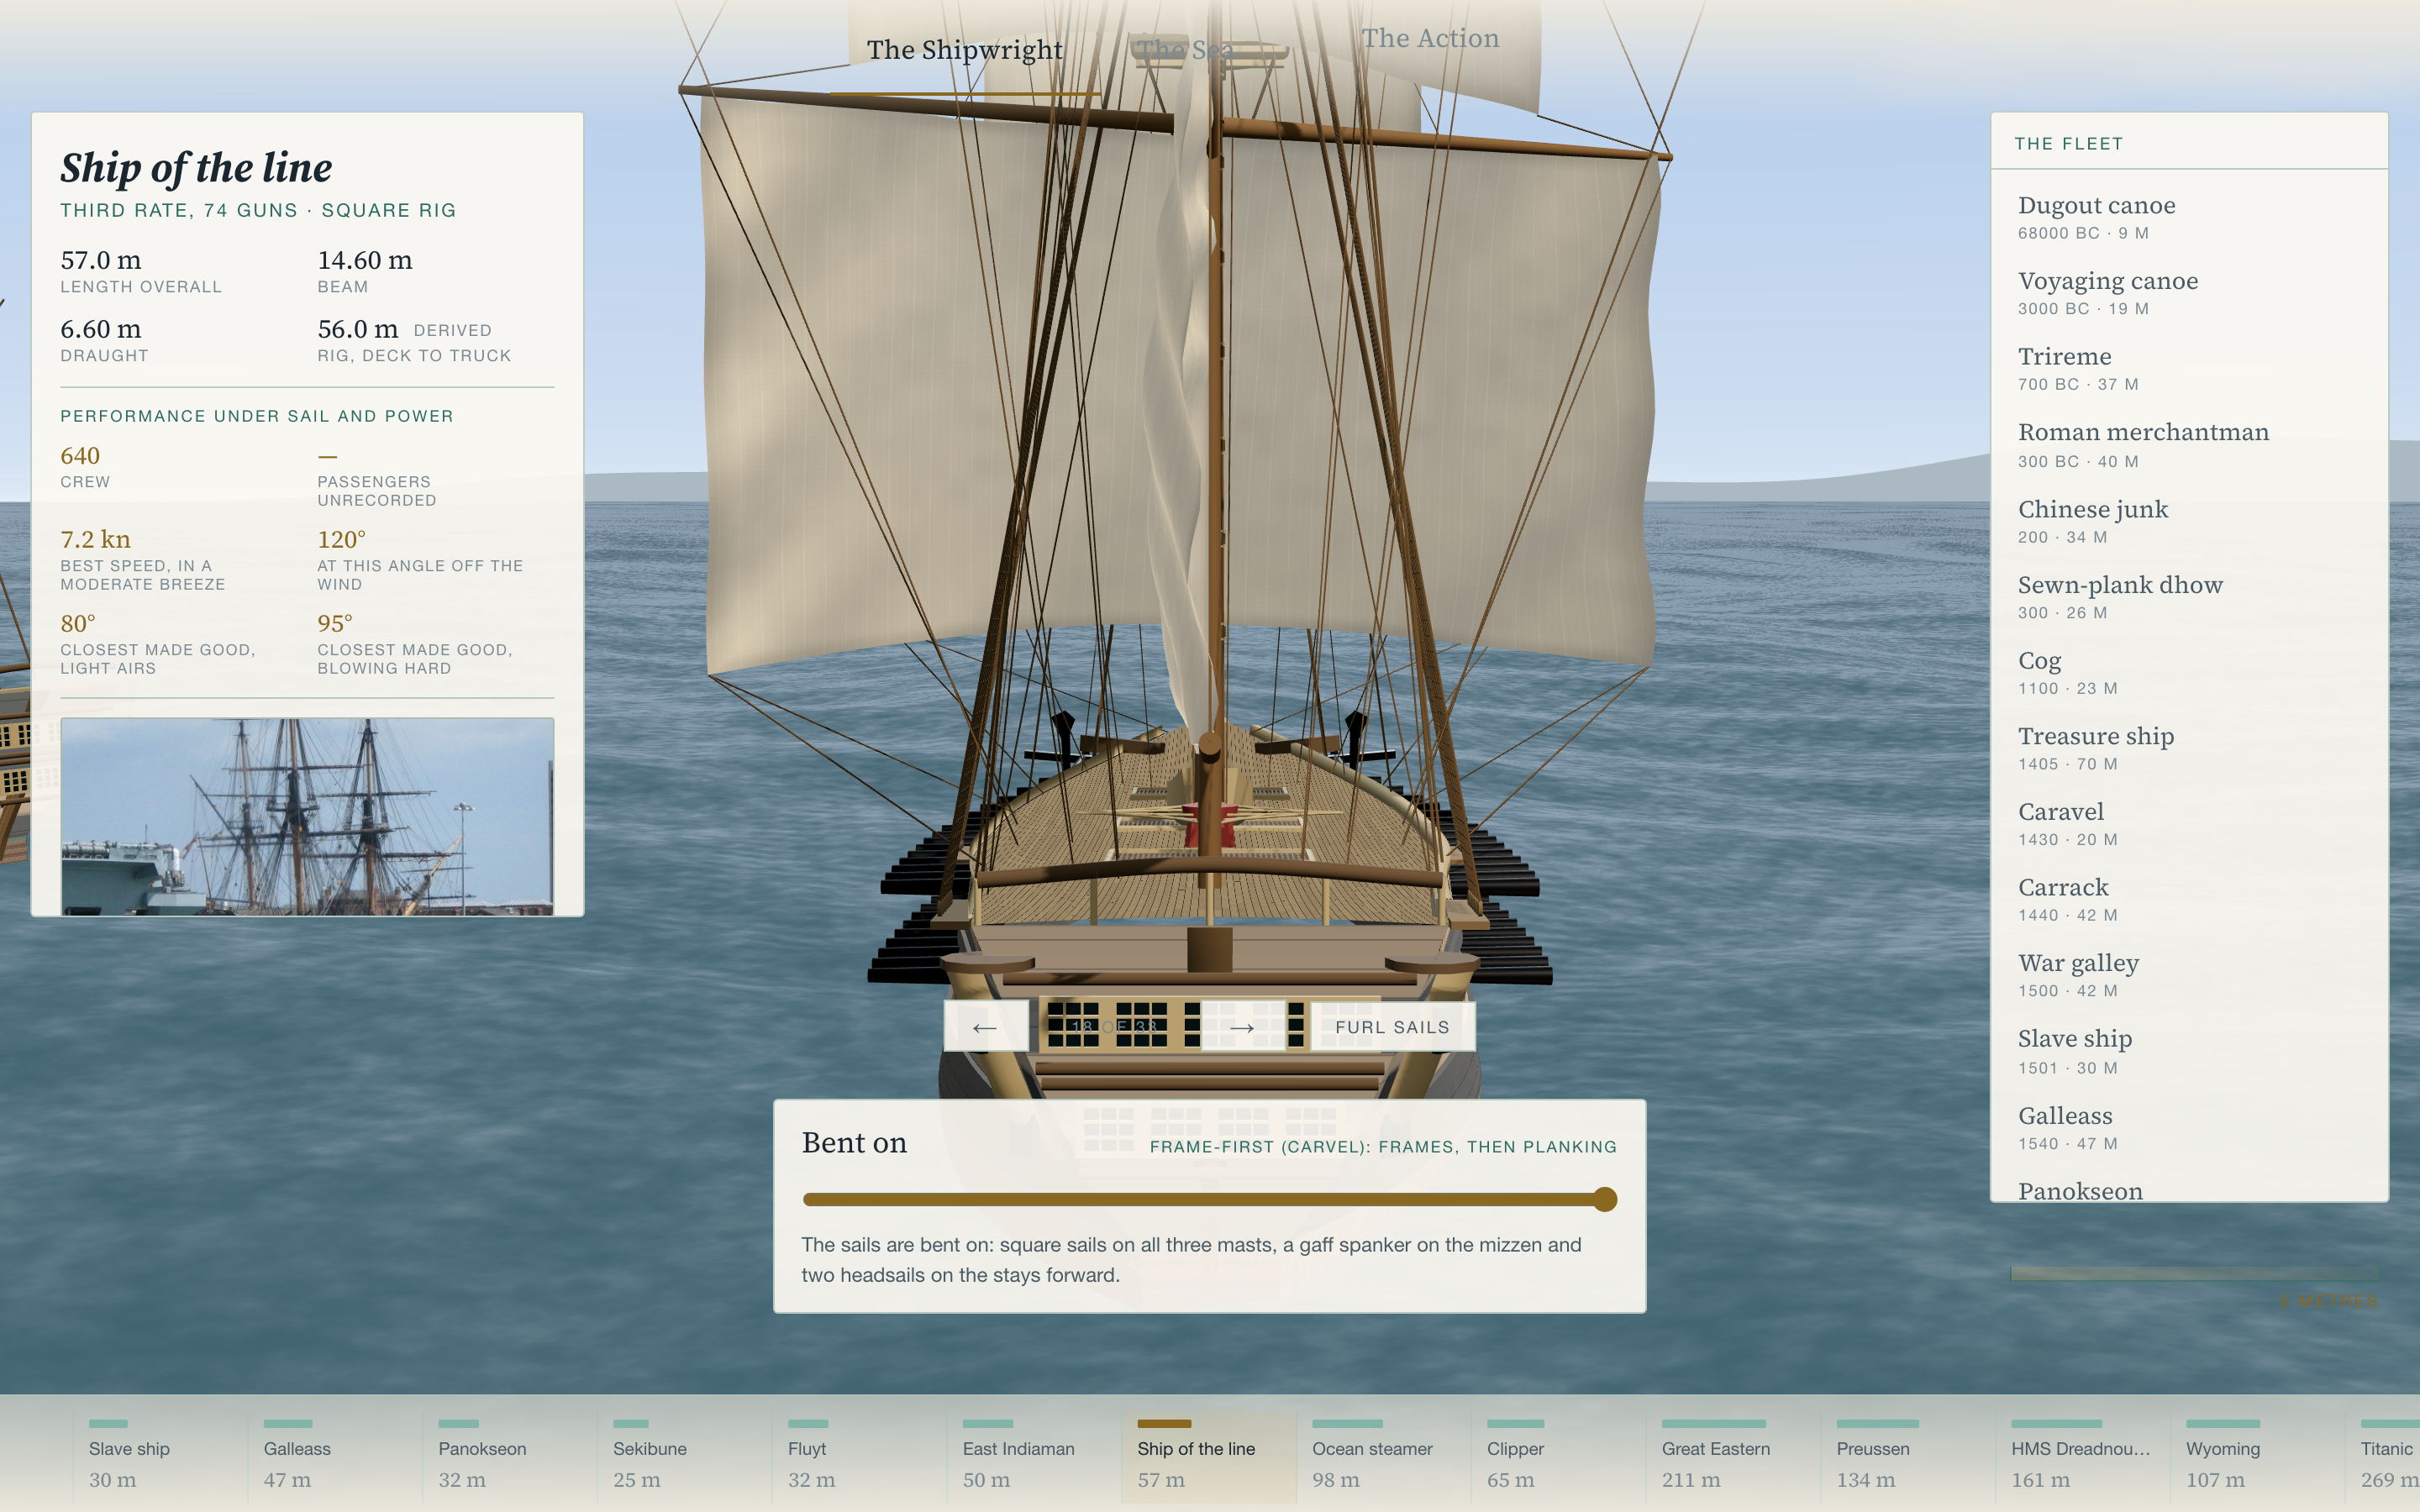 The Shipwright
The Sea
The Action
Ship of the line
THIRD RATE, 74 GUNS · SQUARE RIG
57.0 m
LENGTH OVERALL
14.60 m
BEAM
6.60 m
DRAUGHT
56.0 m DERIVED
RIG, DECK TO TRUCK
PERFORMANCE UNDER SAIL AND POWER
640
CREW
—
PASSENGERS
UNRECORDED
7.2 kn
BEST SPEED, IN A
MODERATE BREEZE
120°
AT THIS ANGLE OFF THE
WIND
80°
CLOSEST MADE GOOD,
LIGHT AIRS
95°
CLOSEST MADE GOOD,
BLOWING HARD
THE FLEET
Dugout canoe
68000 BC · 9 M
Voyaging canoe
3000 BC · 19 M
Trireme
700 BC · 37 M
Roman merchantman
300 BC · 40 M
Chinese junk
200 · 34 M
Sewn-plank dhow
300 · 26 M
Cog
1100 · 23 M
Treasure ship
1405 · 70 M
Caravel
1430 · 20 M
Carrack
1440 · 42 M
War galley
1500 · 42 M
Slave ship
1501 · 30 M
Galleass
1540 · 47 M
Panokseon
← 18 OF 33 → FURL SAILS
Bent on
FRAME-FIRST (CARVEL): FRAMES, THEN PLANKING
The sails are bent on: square sails on all three masts, a gaff spanker on the mizzen and
two headsails on the stays forward.
5 METRES
Slave ship
30 m
Galleass
47 m
Panokseon
32 m
Sekibune
25 m
Fluyt
32 m
East Indiaman
50 m
Ship of the line
57 m
Ocean steamer
98 m
Clipper
65 m
Great Eastern
211 m
Preussen
134 m
HMS Dreadnou…
161 m
Wyoming
107 m
Titanic
269 m